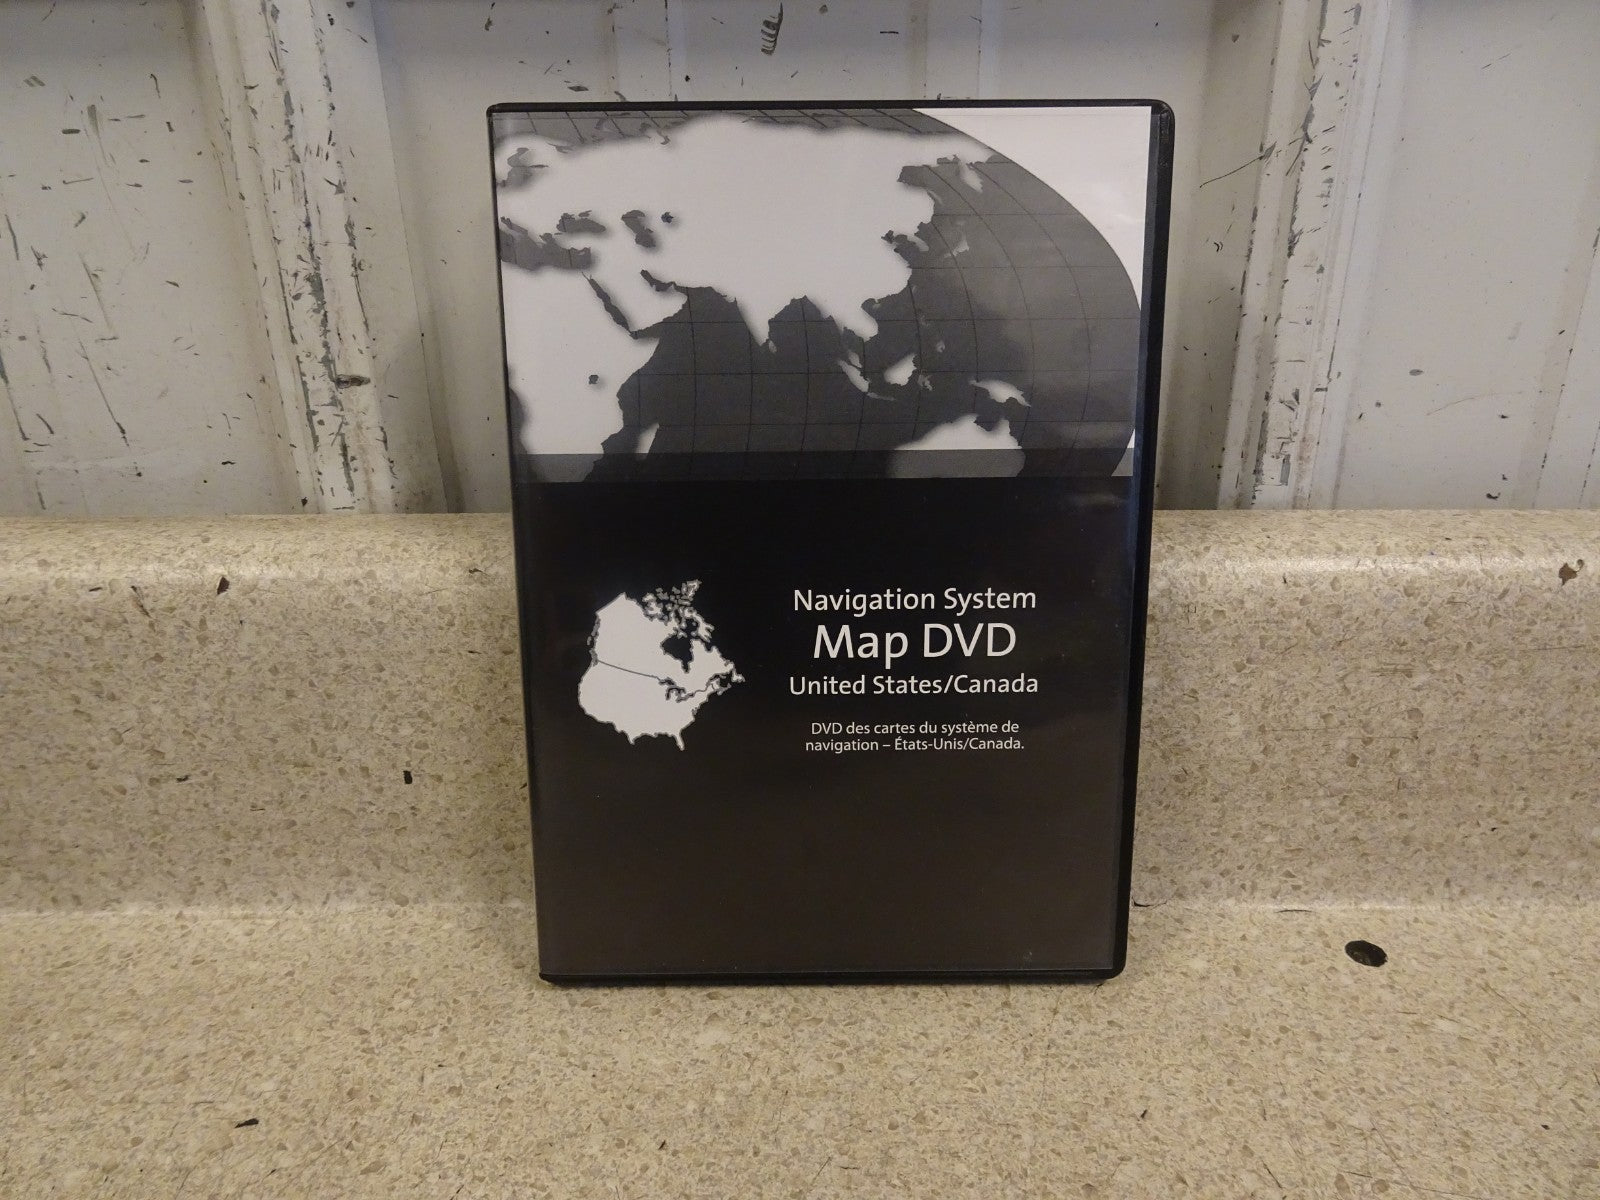 Navigation System
Map DVD
United States/Canada
DVD des cartes du système de
navigation – États-Unis/Canada.